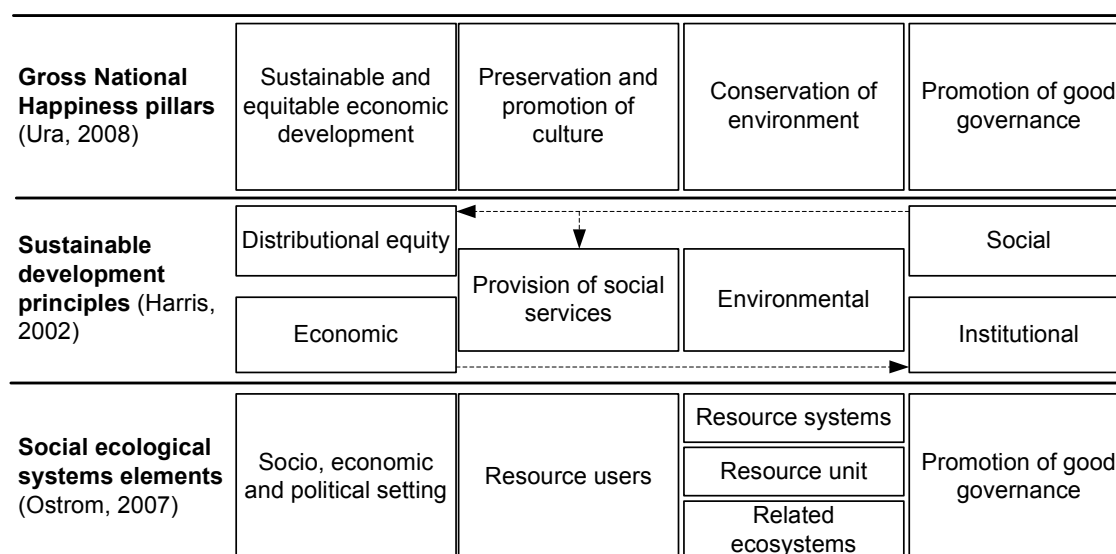 Gross National
Happiness pillars
(Ura, 2008)
Sustainable and
equitable economic
development
Preservation and
promotion of
culture
Conservation of
environment
Promotion of good
governance
Sustainable
development
principles (Harris,
2002)
Distributional equity
Economic
Provision of social
services
Environmental
Social
Institutional
Social ecological
systems elements
(Ostrom, 2007)
Socio, economic
and political setting
Resource users
Resource systems
Resource unit
Related
ecosystems
Promotion of good
governance